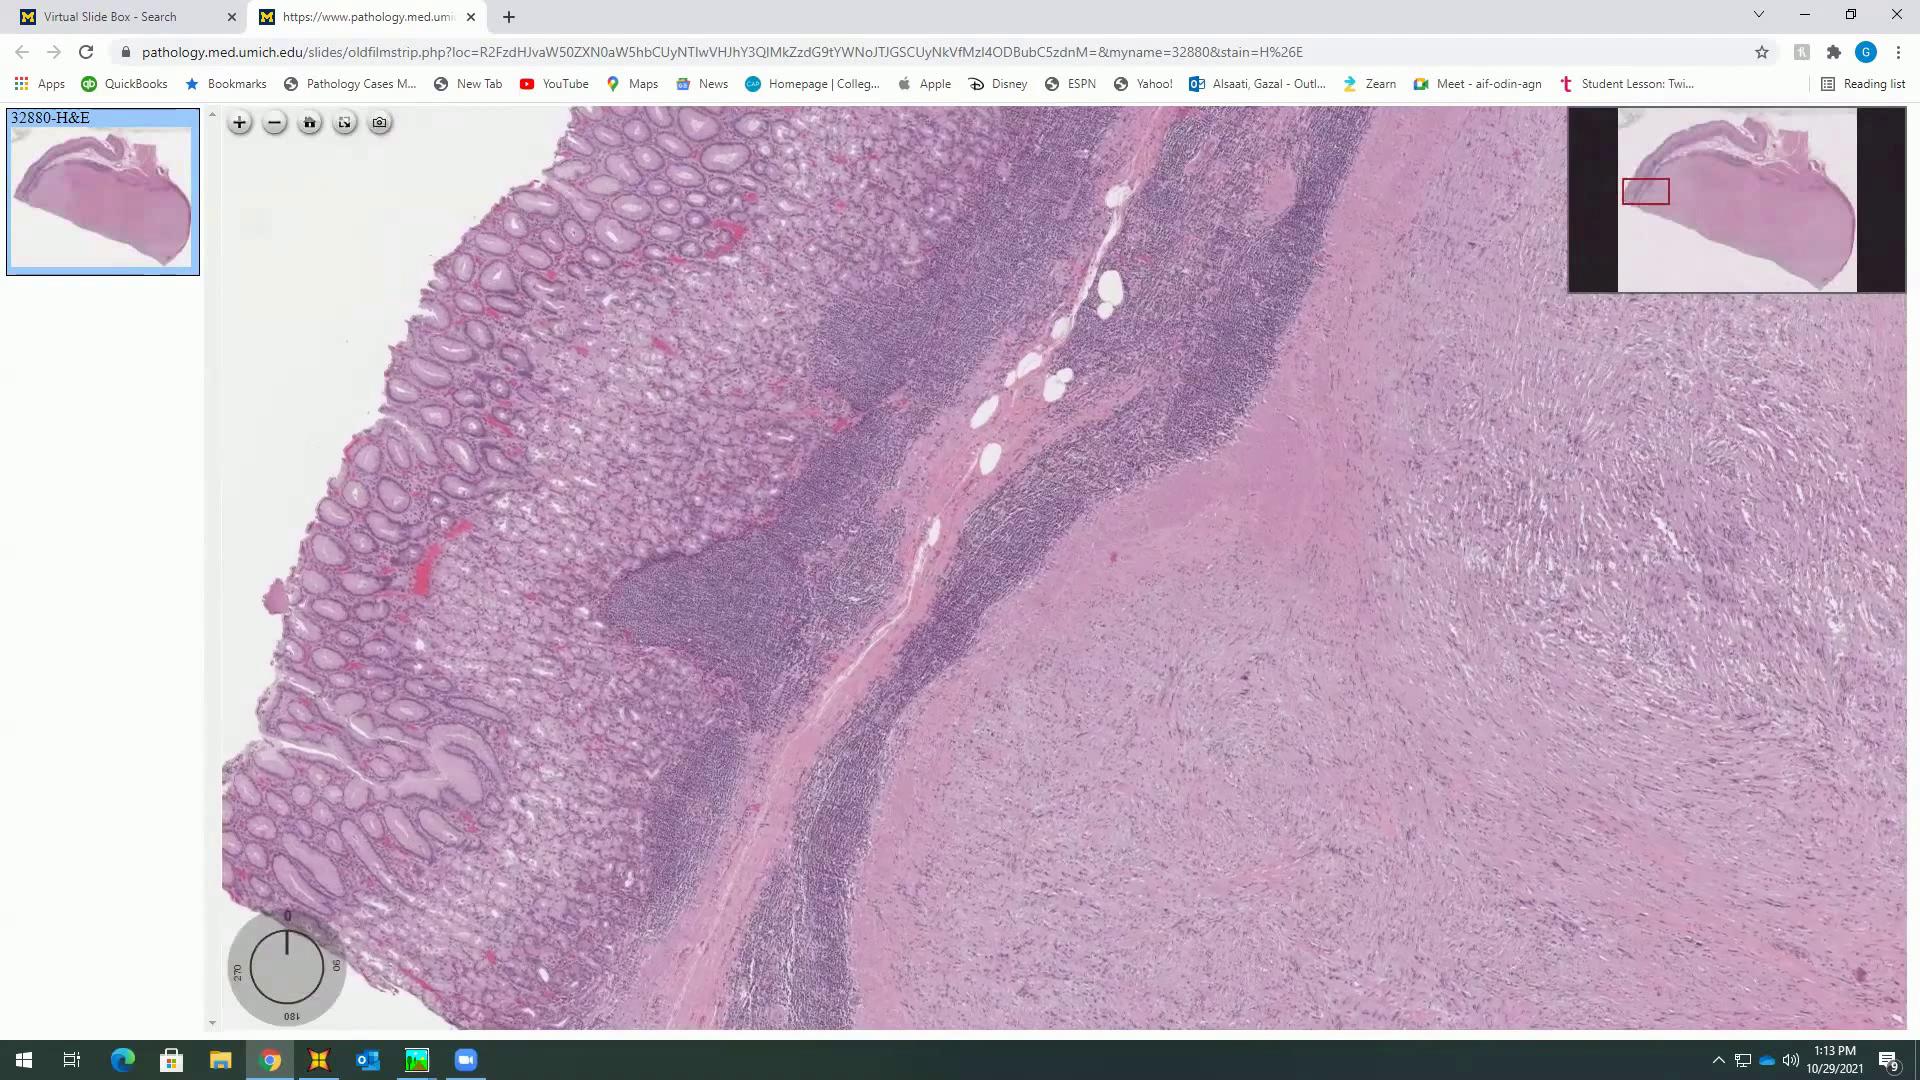 Virtual Slide Box - Search
https://www.pathology.med.umi
pathology.med.umich.edu/slides/oldfilmstrip.php?loc=R2FzdHJvaW50ZXN0aW5hbCUyNTIwVHJhY3QlMkZzdG9tYWNoJTJGSCUyNkVfMzI4ODBubC5zdnM=&myname=32880&stain=H%26E
G
Apps
QuickBooks
Bookmarks
Pathology Cases M...
New Tab
YouTube
Maps
News
CAP
Homepage | Colleg...
Apple
Disney
ESPN
Yahoo!
Alsaati, Gazal - Outl...
Zearn
Meet - aif-odin-agn
Student Lesson: Twi...
Reading list
32880-H&E
0
90
180
270
1:13 PM
10/29/2021
9